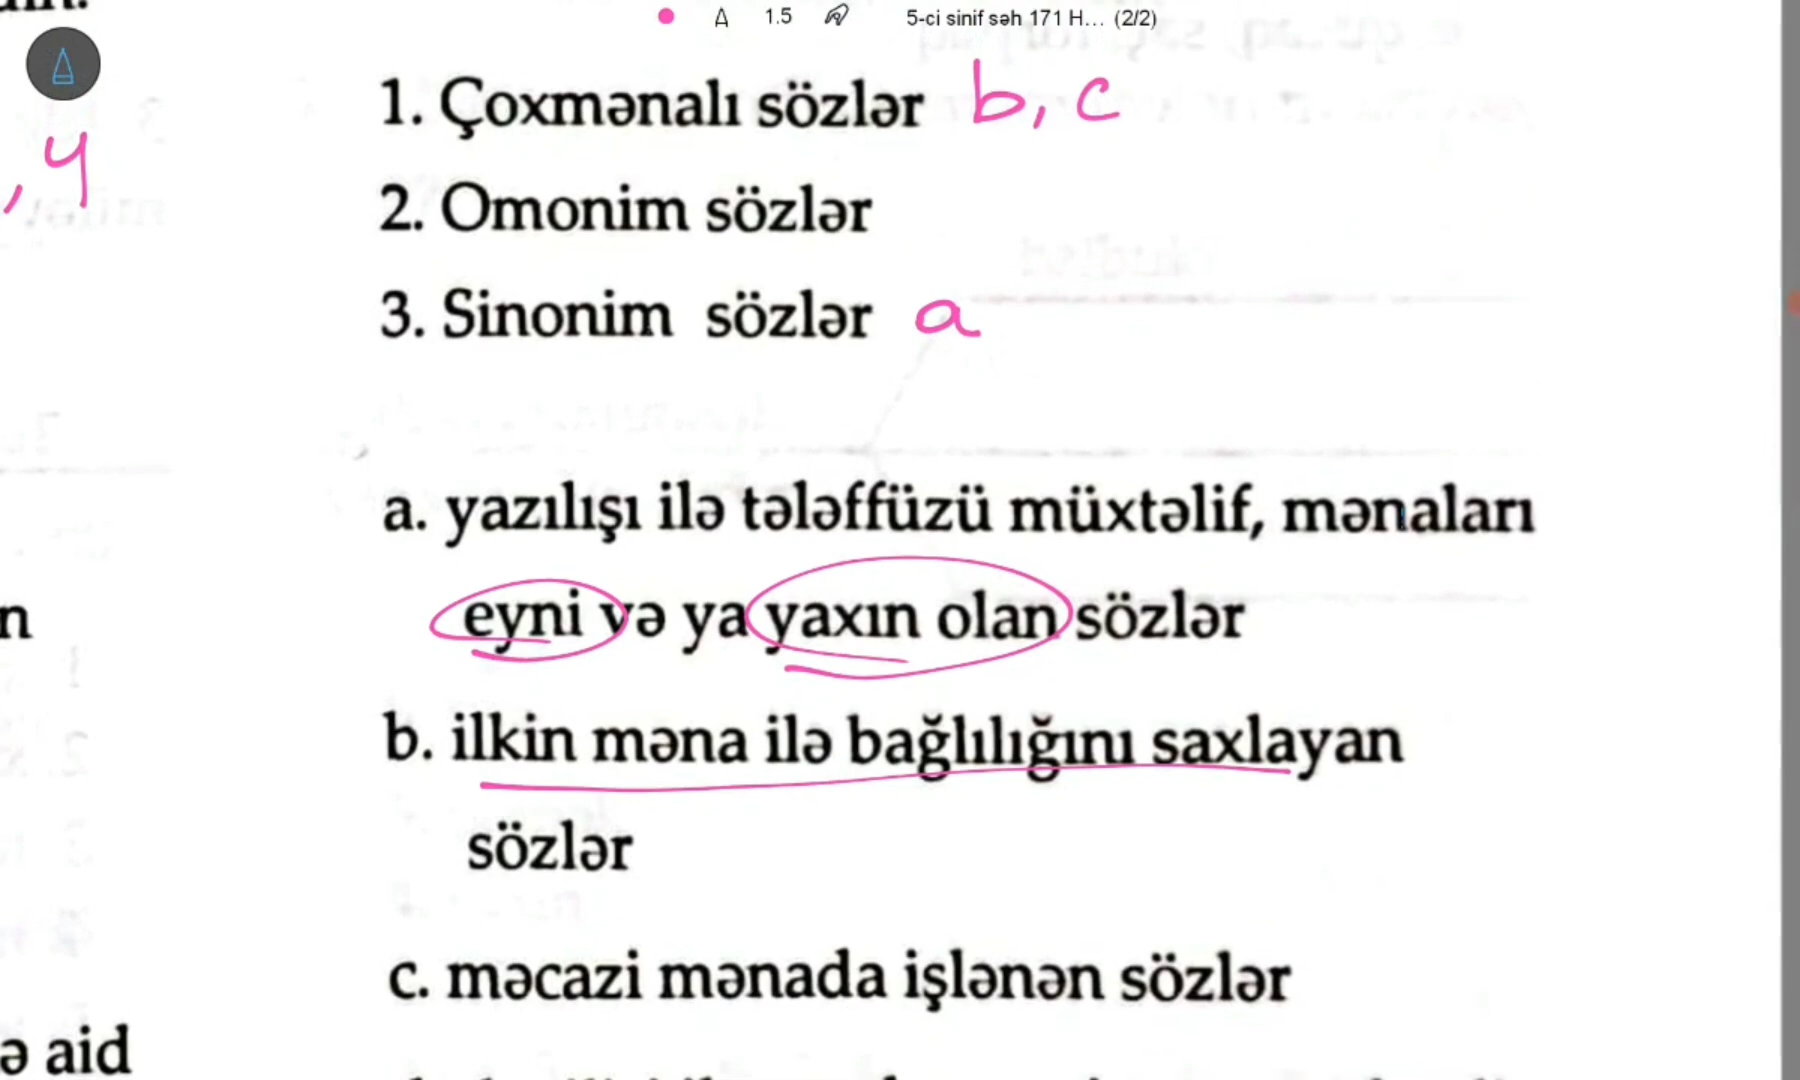 1.5 5-ci sinif səh 171 H... (2/2)
1. Çoxmənalı sözlər b, c
, 4
2. Omonim sözlər
3. Sinonim sözlər a
a. yazılışı ilə tələffüzü müxtəlif, mənaları
eyni və ya yaxın olan sözlər
n
b. ilkin məna ilə bağlılığını saxlayan
sözlər
c. məcazi mənada işlənən sözlər
ə aid